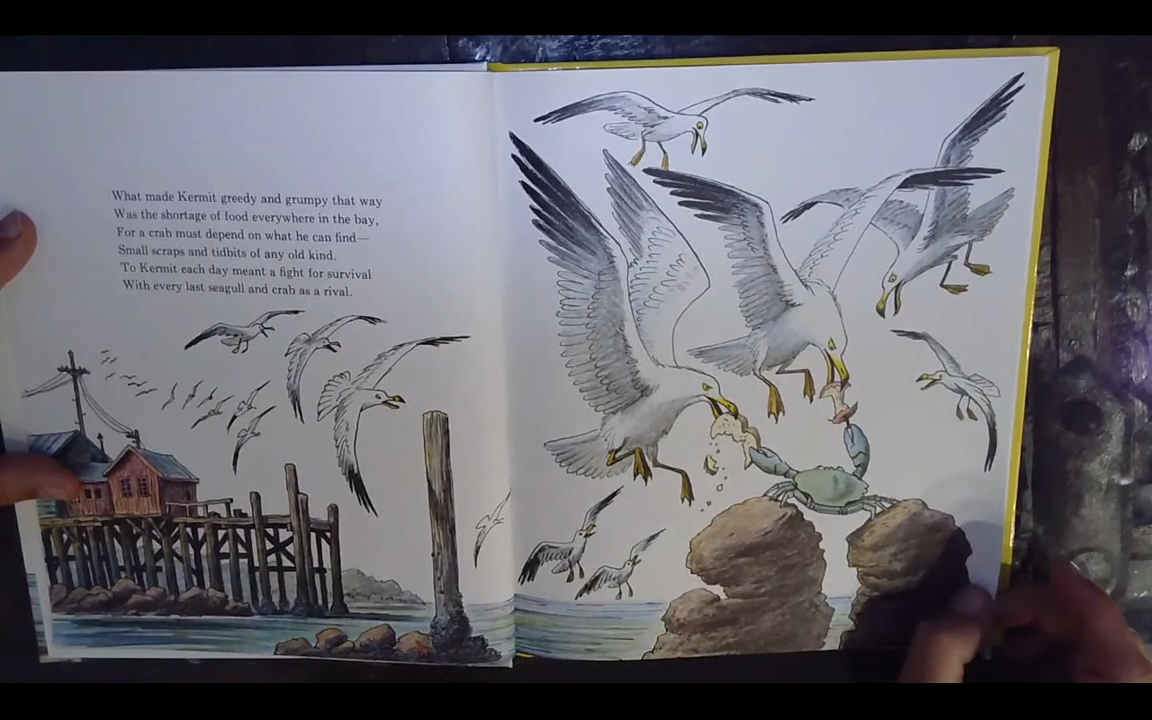 What made Kermit greedy and grumpy that way
Was the shortage of food everywhere in the bay,
For a crab must depend on what he can find—
Small scraps and tidbits of any old kind.
To Kermit each day meant a fight for survival
With every last seagull and crab as a rival.